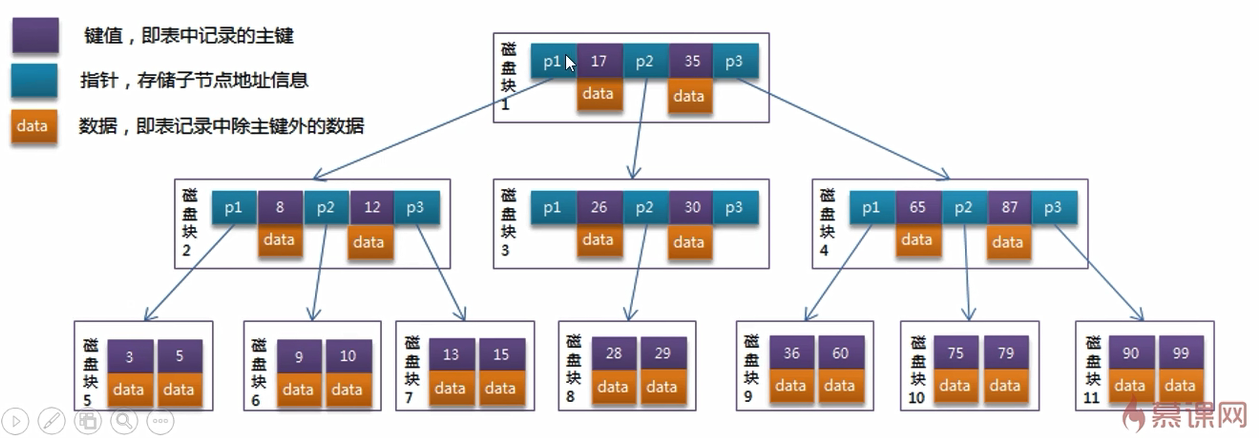 键值，即表中记录的主键
指针，存储子节点地址信息
data 数据，即表记录中除主键外的数据
磁盘块1 p1 17 p2 35 p3
data data
磁盘块2 p1 8 p2 12 p3
data data
磁盘块3 p1 26 p2 30 p3
data data
磁盘块4 p1 65 p2 87 p3
data data
磁盘块5 3 5
data data
磁盘块6 9 10
data data
磁盘块7 13 15
data data
磁盘块8 28 29
data data
磁盘块9 36 60
data data
磁盘块10 75 79
data data
磁盘块11 90 99
data data
慕课网